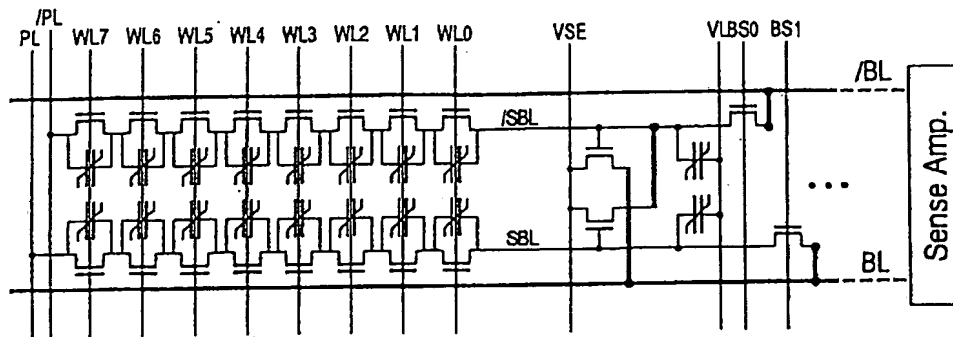 /PL
PL WL7 WL6 WL5 WL4 WL3 WL2 WL1 WL0 VSE VLBS0 BS1
/BL
/SBL
SBL
BL
Sense Amp.